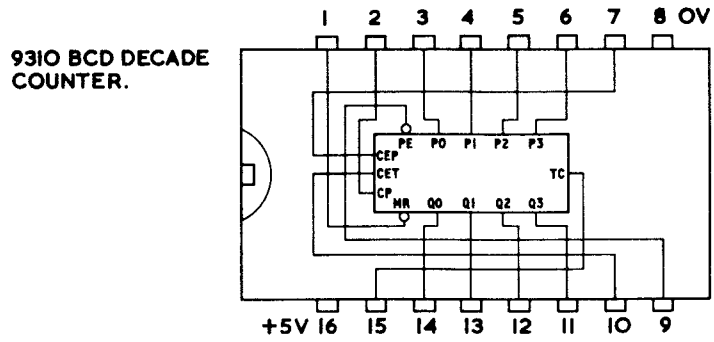 1 2 3 4 5 6 7 8 0V
9310 BCD DECADE
COUNTER.
PE P0 P1 P2 P3
CEP
CET TC
CP
MR Q0 Q1 Q2 Q3
+5V 16 15 14 13 12 11 10 9